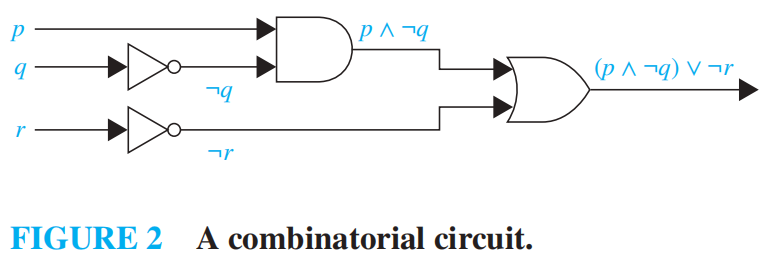 p
p ∧ ¬q
q
¬q
(p ∧ ¬q) ∨ ¬r
r
¬r
FIGURE 2 A combinatorial circuit.